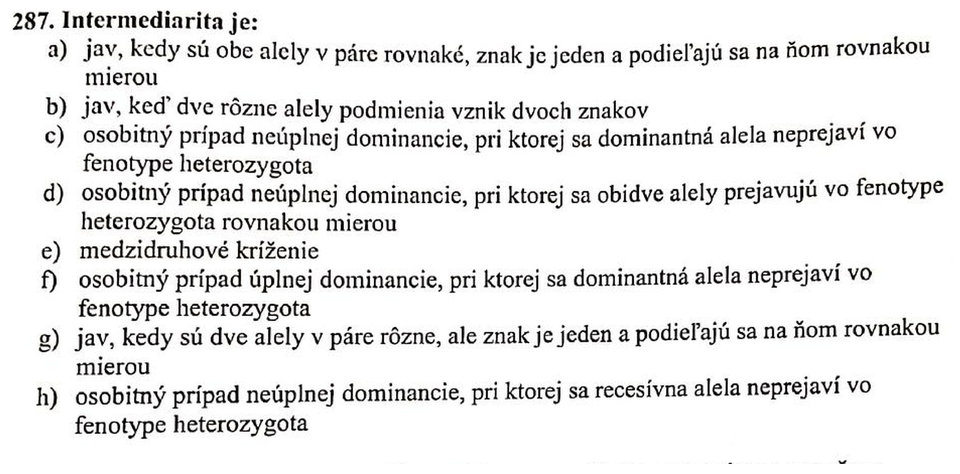 287. Intermediarita je:
a) jav, kedy sú obe alely v páre rovnaké, znak je jeden a podieľajú sa na ňom rovnakou
mierou
b) jav, keď dve rôzne alely podmienia vznik dvoch znakov
c) osobitný prípad neúplnej dominancie, pri ktorej sa dominantná alela neprejaví vo
fenotype heterozygota
d) osobitný prípad neúplnej dominancie, pri ktorej sa obidve alely prejavujú vo fenotype
heterozygota rovnakou mierou
e) medzidruhové kríženie
f) osobitný prípad úplnej dominancie, pri ktorej sa dominantná alela neprejaví vo
fenotype heterozygota
g) jav, kedy sú dve alely v páre rôzne, ale znak je jeden a podieľajú sa na ňom rovnakou
mierou
h) osobitný prípad neúplnej dominancie, pri ktorej sa recesívna alela neprejaví vo
fenotype heterozygota